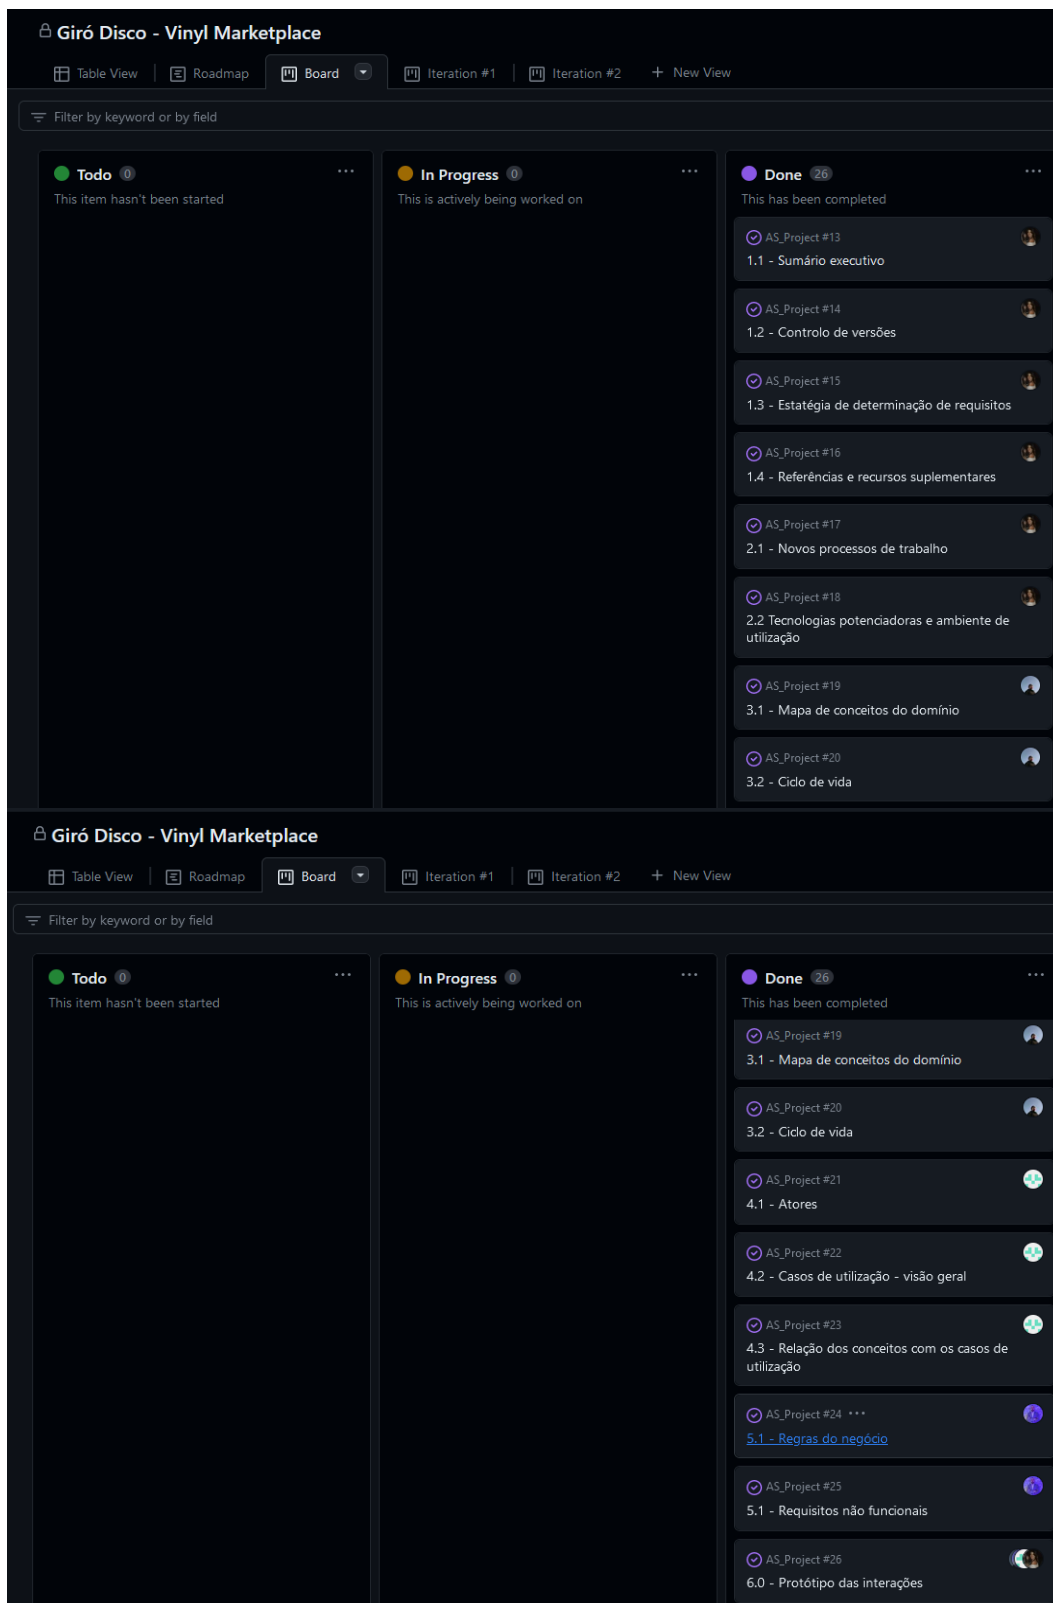 Giró Disco - Vinyl Marketplace
Table View
Roadmap
Board
Iteration #1
Iteration #2
+ New View
Filter by keyword or by field
Todo 0
This item hasn't been started
In Progress 0
This is actively being worked on
Done 26
This has been completed
AS_Project #13
1.1 - Sumário executivo
AS_Project #14
1.2 - Controlo de versões
AS_Project #15
1.3 - Estatégia de determinação de requisitos
AS_Project #16
1.4 - Referências e recursos suplementares
AS_Project #17
2.1 - Novos processos de trabalho
AS_Project #18
2.2 Tecnologias potenciadoras e ambiente de
utilização
AS_Project #19
3.1 - Mapa de conceitos do domínio
AS_Project #20
3.2 - Ciclo de vida
Giró Disco - Vinyl Marketplace
Table View
Roadmap
Board
Iteration #1
Iteration #2
+ New View
Filter by keyword or by field
Todo 0
This item hasn't been started
In Progress 0
This is actively being worked on
Done 26
This has been completed
AS_Project #19
3.1 - Mapa de conceitos do domínio
AS_Project #20
3.2 - Ciclo de vida
AS_Project #21
4.1 - Atores
AS_Project #22
4.2 - Casos de utilização - visão geral
AS_Project #23
4.3 - Relação dos conceitos com os casos de
utilização
AS_Project #24
5.1 - Regras do negócio
AS_Project #25
5.1 - Requisitos não funcionais
AS_Project #26
6.0 - Protótipo das interações